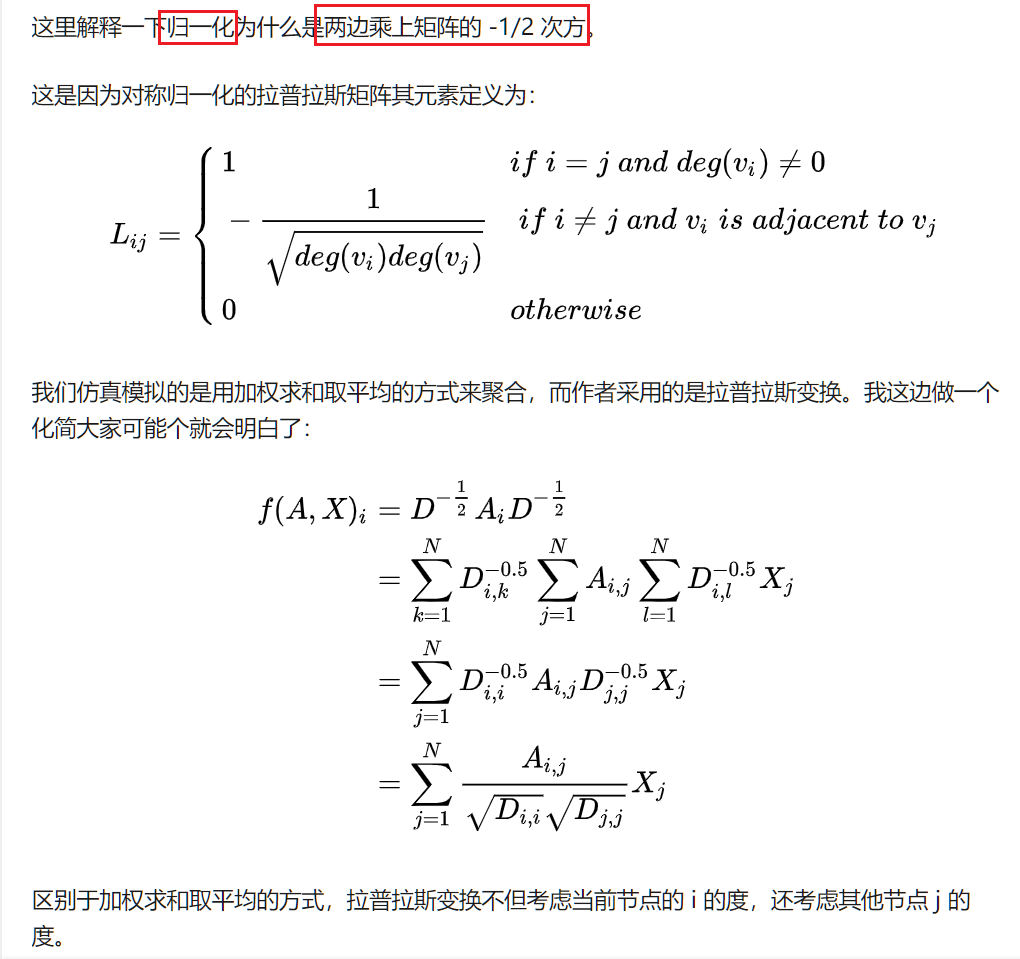 这里解释一下归一化为什么是两边乘上矩阵的 -1/2 次方。
这是因为对称归一化的拉普拉斯矩阵其元素定义为：
L_{ij} = \begin{cases} 1 & if\ i = j\ and\ deg(v_i) \neq 0 \\ -\frac{1}{\sqrt{deg(v_i)deg(v_j)}} & if\ i \neq j\ and\ v_i\ is\ adjacent\ to\ v_j \\ 0 & otherwise \end{cases}
我们仿真模拟的是用加权求和取平均的方式来聚合，而作者采用的是拉普拉斯变换。我这边做一个
化简大家可能个就会明白了：
f(A, X)_i = D^{-\frac{1}{2}} A_i D^{-\frac{1}{2}}
= \sum_{k=1}^{N} D_{i,k}^{-0.5} \sum_{j=1}^{N} A_{i,j} \sum_{l=1}^{N} D_{i,l}^{-0.5} X_j
= \sum_{j=1}^{N} D_{i,i}^{-0.5} A_{i,j} D_{j,j}^{-0.5} X_j
= \sum_{j=1}^{N} \frac{A_{i,j}}{\sqrt{D_{i,i}} \sqrt{D_{j,j}}} X_j
区别于加权求和取平均的方式，拉普拉斯变换不但考虑当前节点的 i 的度，还考虑其他节点 j 的
度。